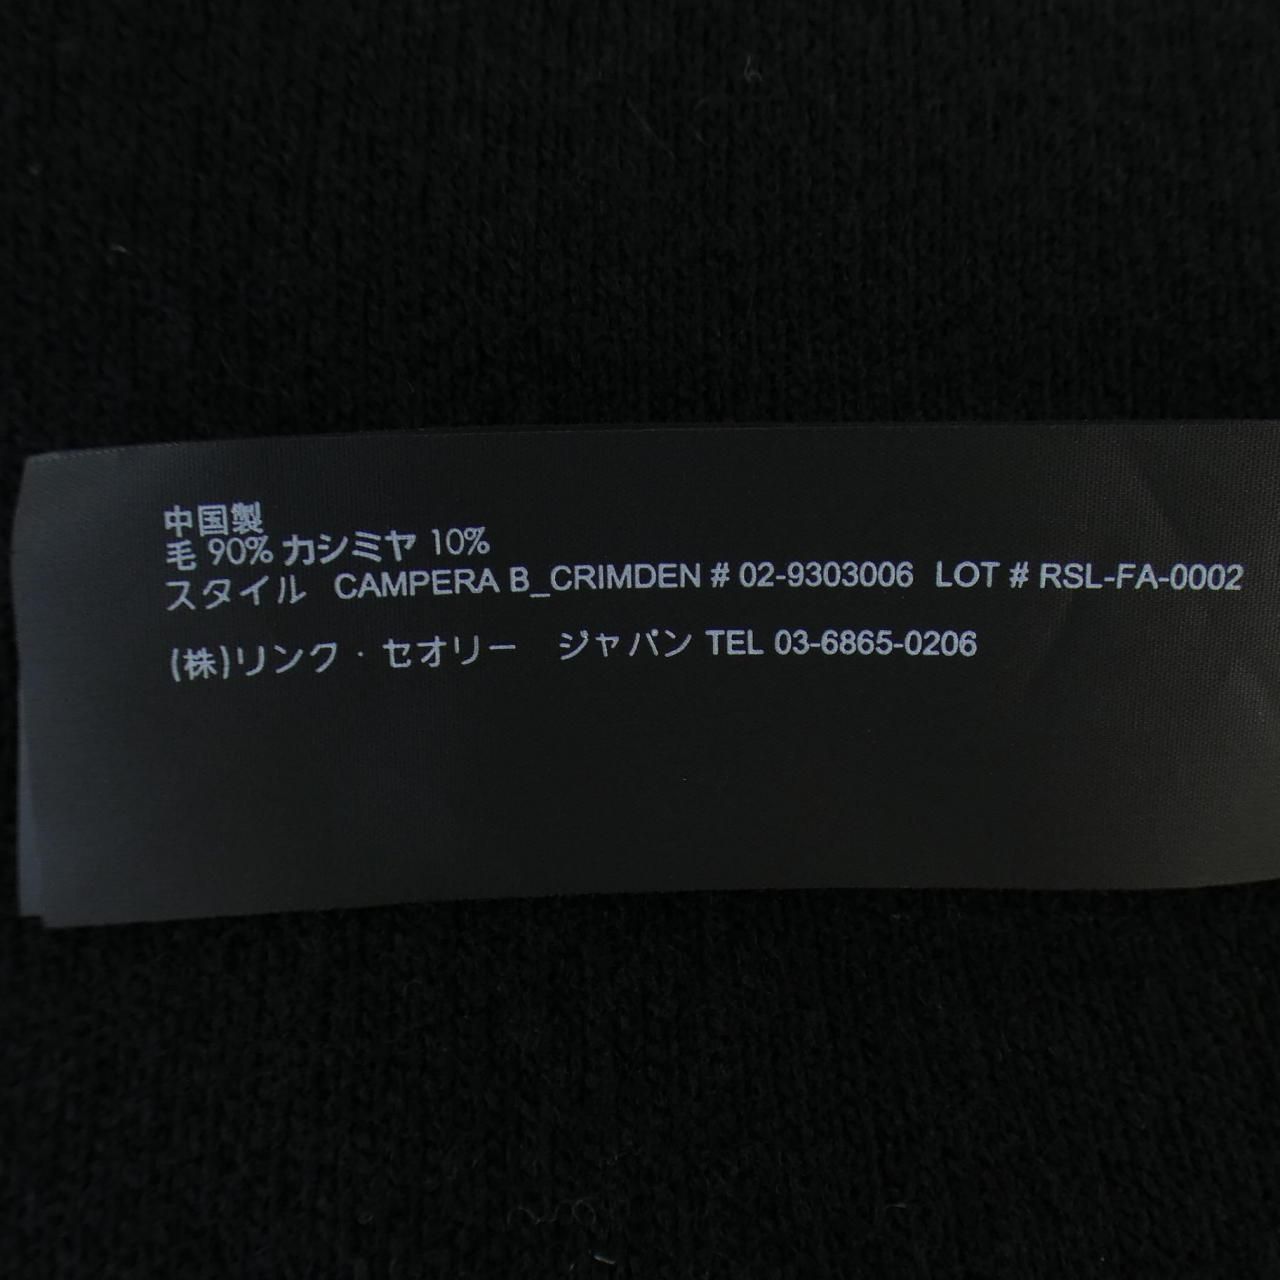 中国製
毛 90% カシミヤ 10%
スタイル CAMPERA B_CRIMDEN # 02-9303006 LOT # RSL-FA-0002
(株)リンク・セオリー ジャパン TEL 03-6865-0206